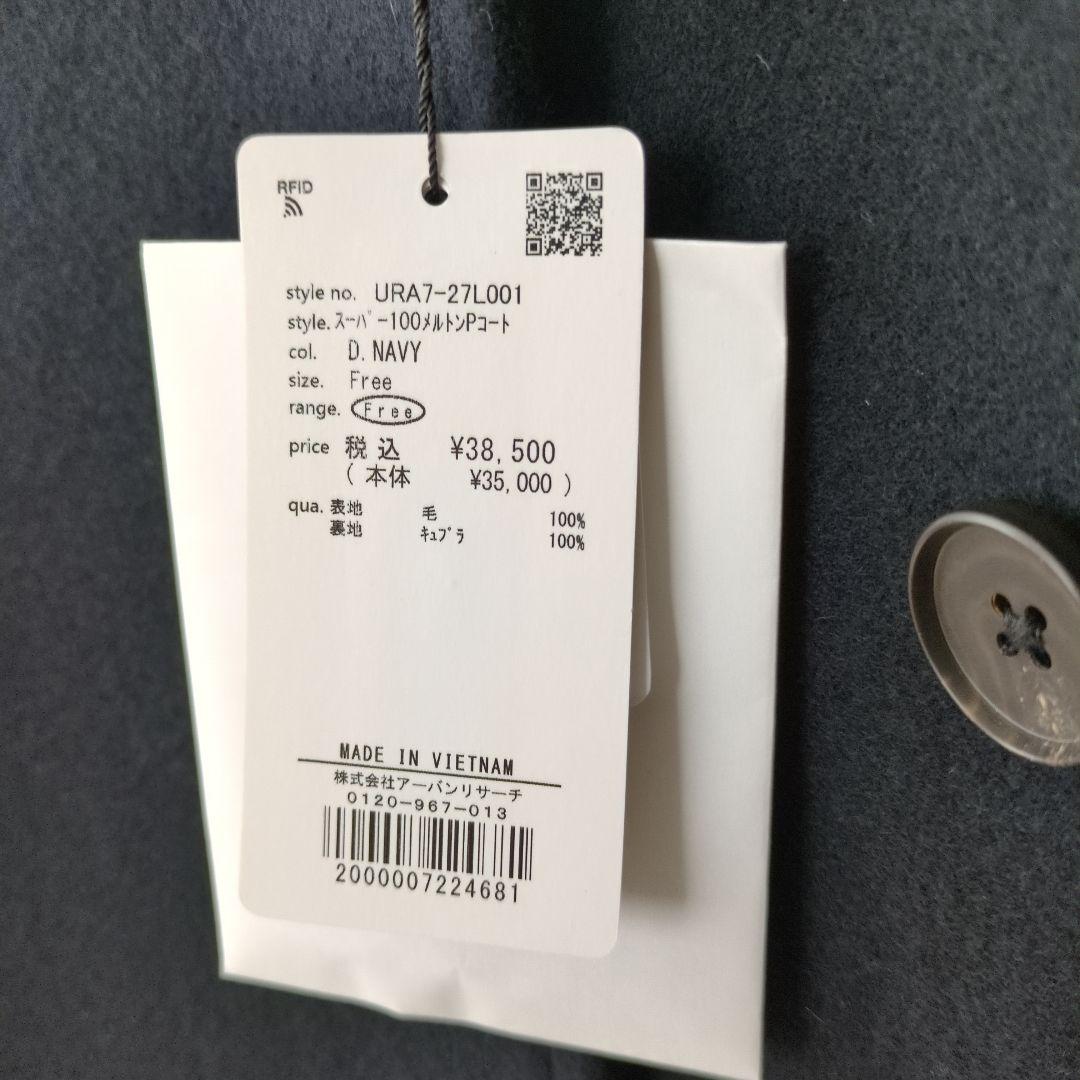 RFID
style no. URA7-27L001
style. ｽｰﾊﾟｰ100ﾒﾙﾄﾝPｺｰﾄ
col. D. NAVY
size. Free
range. Free
price 税込 ¥38,500
( 本体 ¥35,000 )
qua. 表地 毛 100%
裏地 ｷｭﾌﾟﾗ 100%
MADE IN VIETNAM
株式会社アーバンリサーチ
0120-967-013
2000007224681